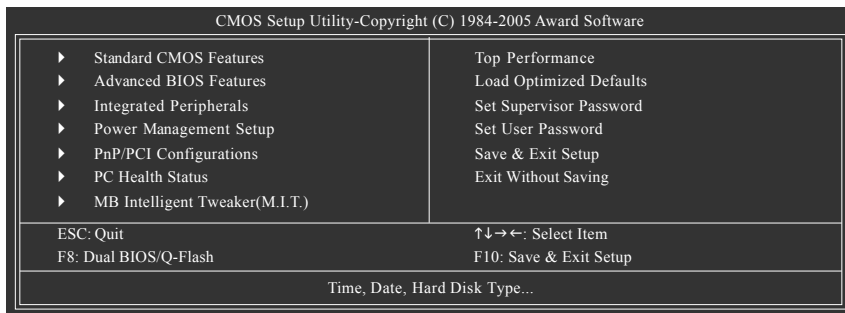 CMOS Setup Utility-Copyright (C) 1984-2005 Award Software
Standard CMOS Features
Advanced BIOS Features
Integrated Peripherals
Power Management Setup
PnP/PCI Configurations
PC Health Status
MB Intelligent Tweaker(M.I.T.)
Top Performance
Load Optimized Defaults
Set Supervisor Password
Set User Password
Save & Exit Setup
Exit Without Saving
ESC: Quit
F8: Dual BIOS/Q-Flash
↑↓→←: Select Item
F10: Save & Exit Setup
Time, Date, Hard Disk Type...